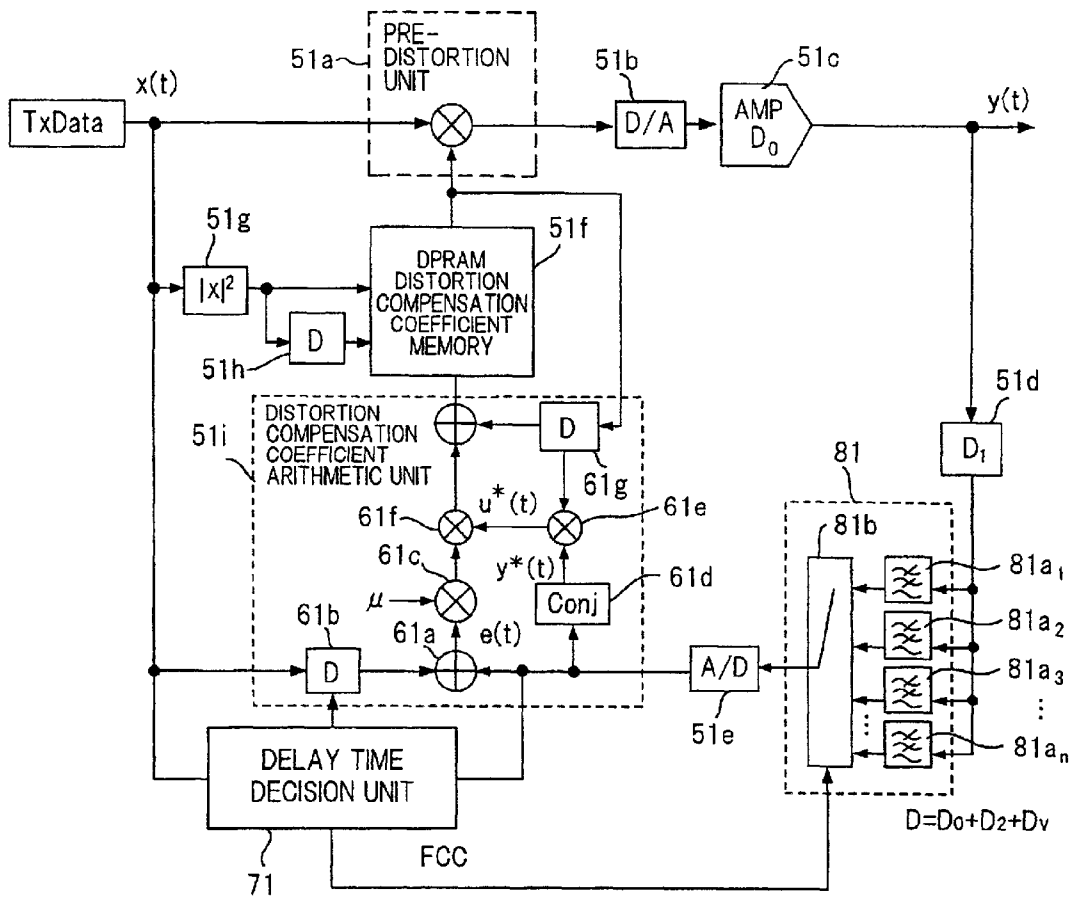 PRE-
DISTORTION
UNIT
51a
51b
51c
x(t)
TxData
D/A
AMP
D0
y(t)
51g
|x|²
51f
DPRAM
DISTORTION
COMPENSATION
COEFFICIENT
MEMORY
D
51h
51d
D1
DISTORTION
COMPENSATION
COEFFICIENT
ARITHMETIC UNIT
51i
D
61g
81
u*(t)
61e
61f
81b
61c
y*(t)
61d
81a1
μ
Conj
61b
61a
e(t)
81a2
D
A/D
81a3
51e
⋮
⋮
81an
DELAY TIME
DECISION UNIT
D=D0+D2+DV
FCC
71